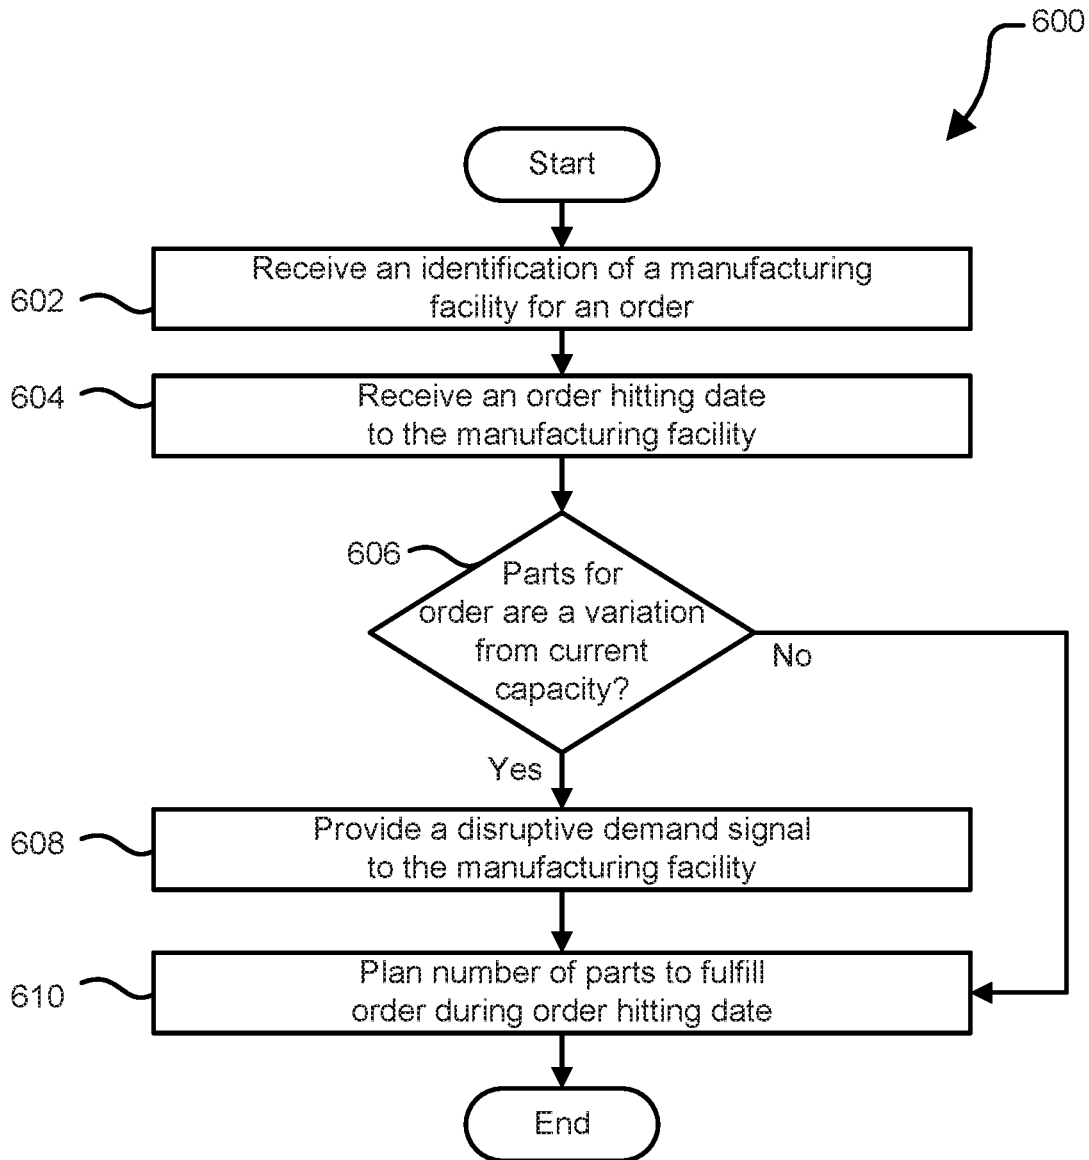 600
Start
602
Receive an identification of a manufacturing
facility for an order
604
Receive an order hitting date
to the manufacturing facility
606
Parts for
order are a variation
from current
capacity?
No
Yes
608
Provide a disruptive demand signal
to the manufacturing facility
610
Plan number of parts to fulfill
order during order hitting date
End